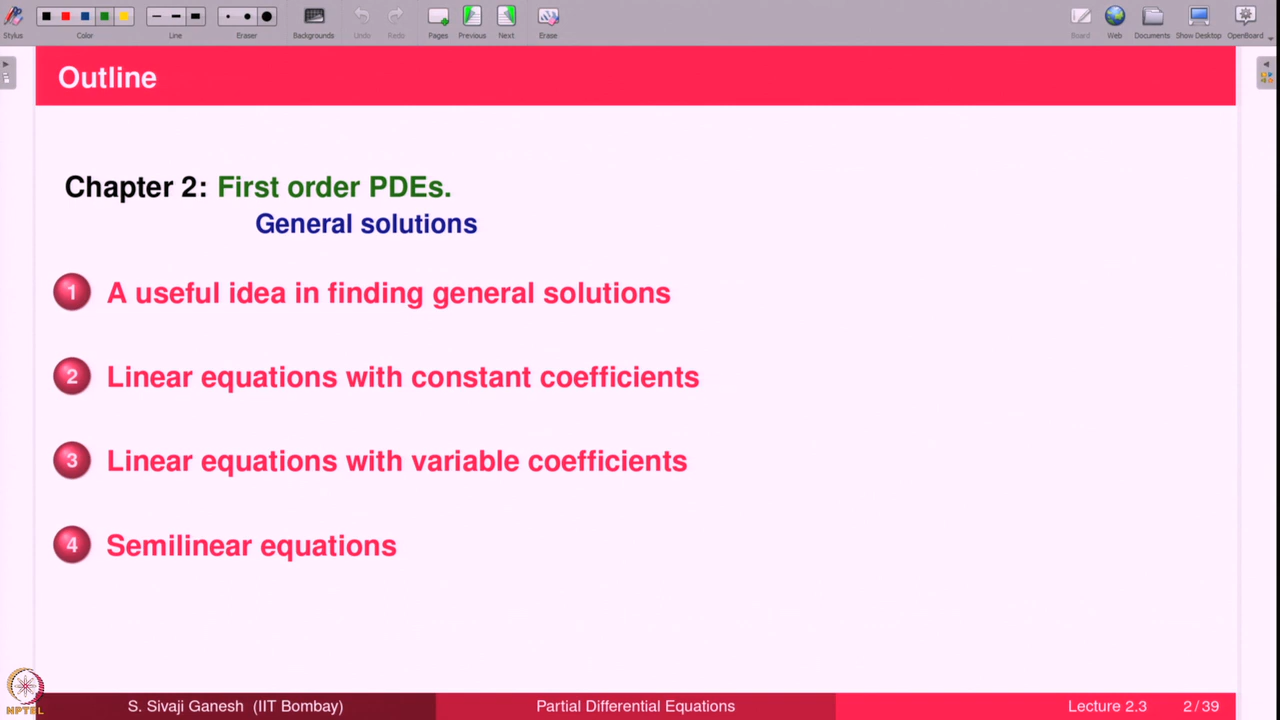 Stylus
Color
Line
Eraser
Backgrounds
Undo
Redo
Pages
Previous
Next
Erase
Board
Web
Documents
Show Desktop
OpenBoard
Outline
Chapter 2: First order PDEs.
General solutions
1 A useful idea in finding general solutions
2 Linear equations with constant coefficients
3 Linear equations with variable coefficients
4 Semilinear equations
NPTEL
S. Sivaji Ganesh (IIT Bombay) Partial Differential Equations Lecture 2.3 2 / 39